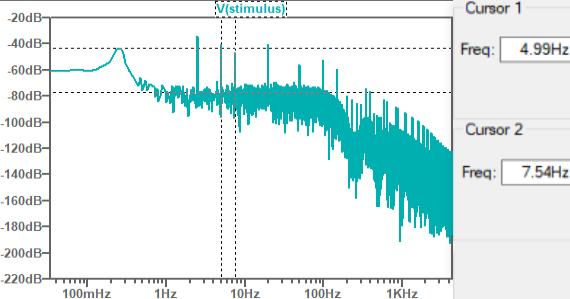 V(stimulus)
-20dB
-40dB
-60dB
-80dB
-100dB
-120dB
-140dB
-160dB
-180dB
-200dB
-220dB
100mHz 1Hz 10Hz 100Hz 1KHz
Cursor 1
Freq: 4.99Hz
Cursor 2
Freq: 7.54Hz